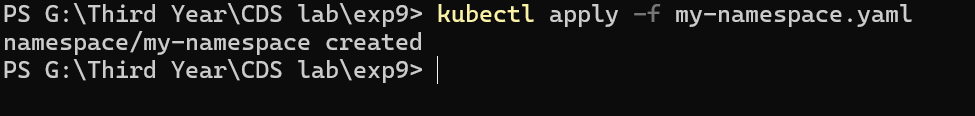 PS G:\Third Year\CDS lab\exp9> kubectl apply -f my-namespace.yaml
namespace/my-namespace created
PS G:\Third Year\CDS lab\exp9>